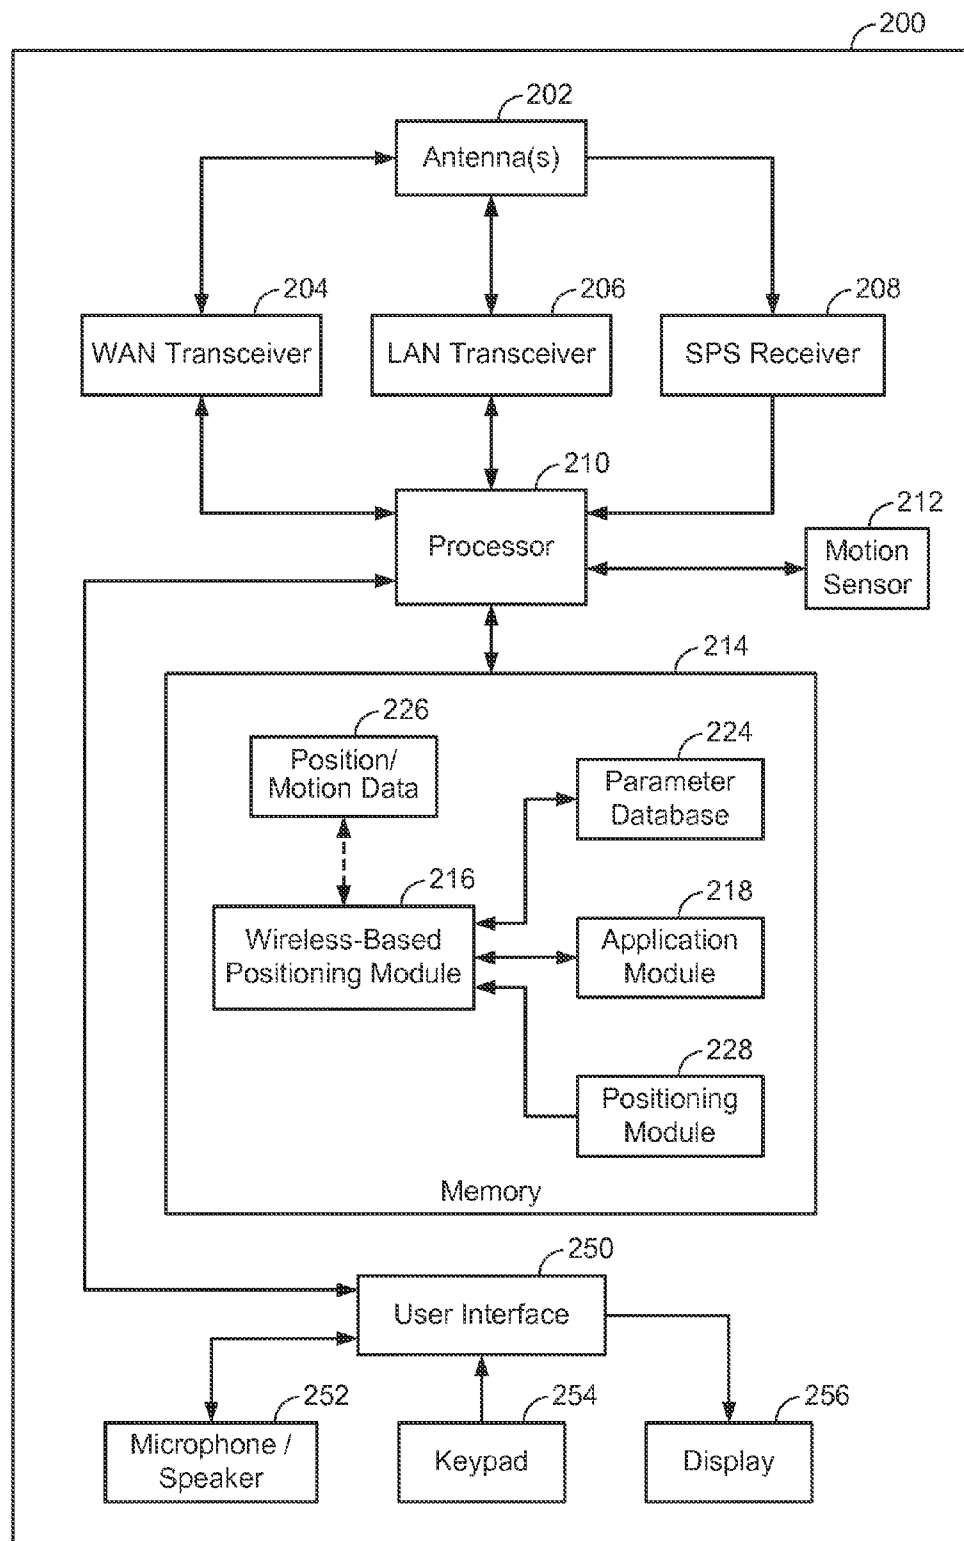 200
202
Antenna(s)
204
206
208
WAN Transceiver
LAN Transceiver
SPS Receiver
210
Processor
212
Motion
Sensor
214
226
Position/
Motion Data
224
Parameter
Database
216
Wireless-Based
Positioning Module
218
Application
Module
228
Positioning
Module
Memory
250
User Interface
252
Microphone /
Speaker
254
Keypad
256
Display